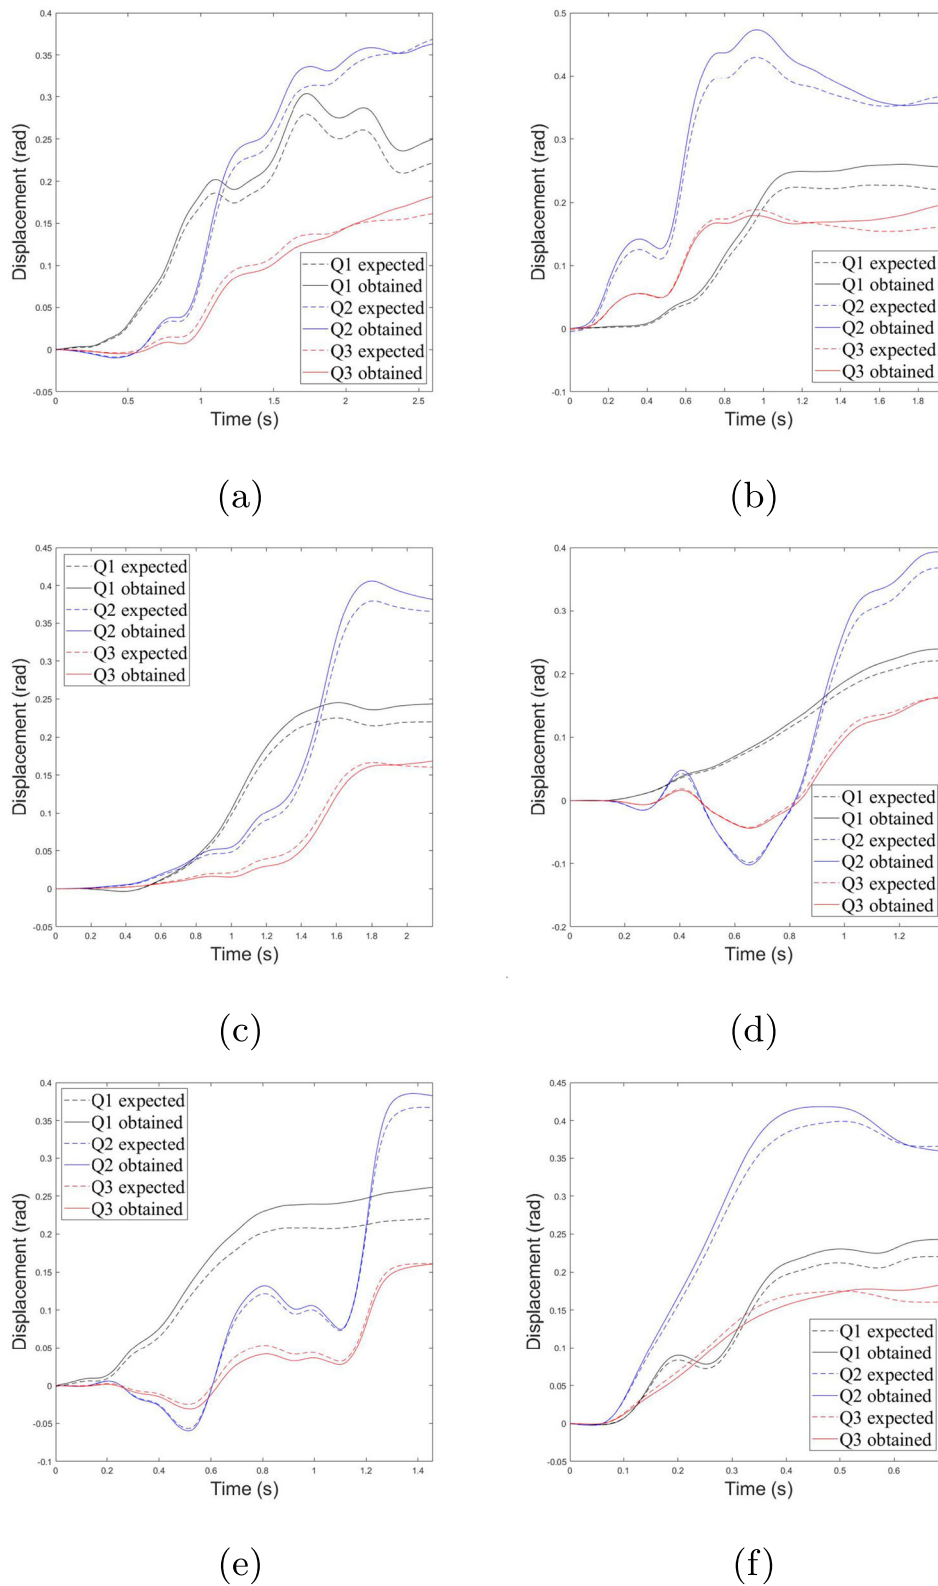 0.4
0.35
0.3
0.25
0.2
0.15
0.1
0.05
0
-0.05
Displacement (rad)
Q1 expected
Q1 obtained
Q2 expected
Q2 obtained
Q3 expected
Q3 obtained
0 0.5 1 1.5 2 2.5
Time (s)
(a)
0.5
0.4
0.3
0.2
0.1
0
-0.1
Displacement (rad)
Q1 expected
Q1 obtained
Q2 expected
Q2 obtained
Q3 expected
Q3 obtained
0 0.2 0.4 0.6 0.8 1 1.2 1.4 1.6 1.8
Time (s)
(b)
0.45
0.4
0.35
0.3
0.25
0.2
0.15
0.1
0.05
0
-0.05
Displacement (rad)
Q1 expected
Q1 obtained
Q2 expected
Q2 obtained
Q3 expected
Q3 obtained
0 0.2 0.4 0.6 0.8 1 1.2 1.4 1.6 1.8 2
Time (s)
(c)
0.4
0.3
0.2
0.1
0
-0.1
-0.2
Displacement (rad)
Q1 expected
Q1 obtained
Q2 expected
Q2 obtained
Q3 expected
Q3 obtained
0 0.2 0.4 0.6 0.8 1 1.2
Time (s)
(d)
0.4
0.35
0.3
0.25
0.2
0.15
0.1
0.05
0
-0.05
-0.1
Displacement (rad)
Q1 expected
Q1 obtained
Q2 expected
Q2 obtained
Q3 expected
Q3 obtained
0 0.2 0.4 0.6 0.8 1 1.2 1.4
Time (s)
(e)
0.45
0.4
0.35
0.3
0.25
0.2
0.15
0.1
0.05
0
-0.05
Displacement (rad)
Q1 expected
Q1 obtained
Q2 expected
Q2 obtained
Q3 expected
Q3 obtained
0 0.1 0.2 0.3 0.4 0.5 0.6
Time (s)
(f)